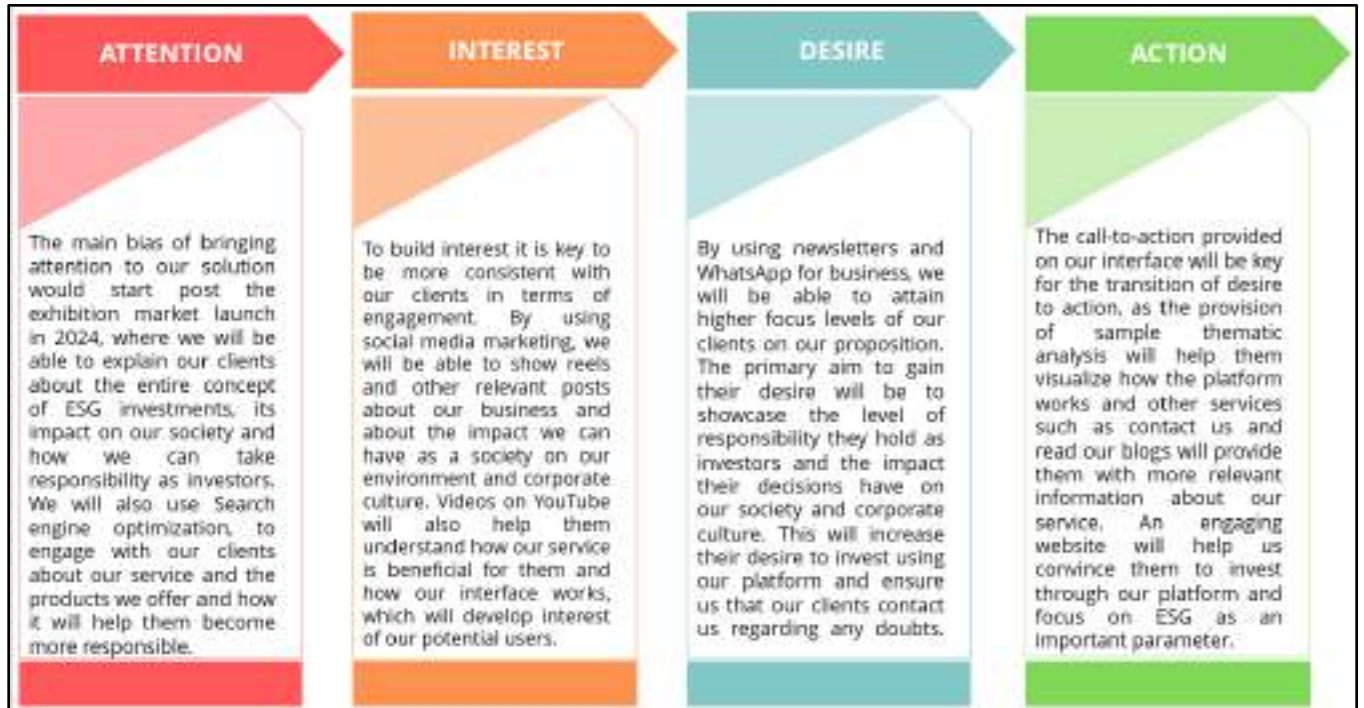 ATTENTION
The main bias of bringing
attention to our solution
would start post the
exhibition market launch
in 2024, where we will be
able to explain our clients
about the entire concept
of ESG investments, its
impact on our society and
how we can take
responsibility as investors.
We will also use Search
engine optimization, to
engage with our clients
about our service and the
products we offer and how
it will help them become
more responsible.
INTEREST
To build interest it is key to
be more consistent with
our clients in terms of
engagement. By using
social media marketing, we
will be able to show reels
and other relevant posts
about our business and
about the impact we can
have as a society on our
environment and corporate
culture. Videos on YouTube
will also help them
understand how our service
is beneficial for them and
how our interface works,
which will develop interest
of our potential users.
DESIRE
By using newsletters and
WhatsApp for business, we
will be able to attain
higher focus levels of our
clients on our proposition.
The primary aim to gain
their desire will be to
showcase the level of
responsibility they hold as
investors and the impact
their decisions have on
our society and corporate
culture. This will increase
their desire to invest using
our platform and ensure
us that our clients contact
us regarding any doubts.
ACTION
The call-to-action provided
on our interface will be key
for the transition of desire
to action, as the provision
of sample thematic
analysis will help them
visualize how the platform
works and other services
such as contact us and
read our blogs will provide
them with more relevant
information about our
service. An engaging
website will help us
convince them to invest
through our platform and
focus on ESG as an
important parameter.